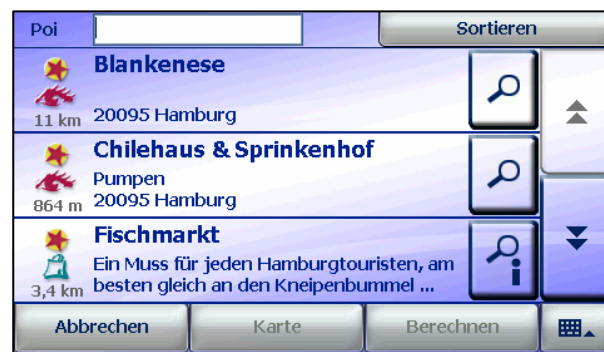 Poi
Sortieren
Blankenese
11 km 20095 Hamburg
Chilehaus & Sprinkenhof
Pumpen
864 m 20095 Hamburg
Fischmarkt
Ein Muss für jeden Hamburgtouristen, am
3,4 km besten gleich an den Kneipenbummel ...
Abbrechen Karte Berechnen